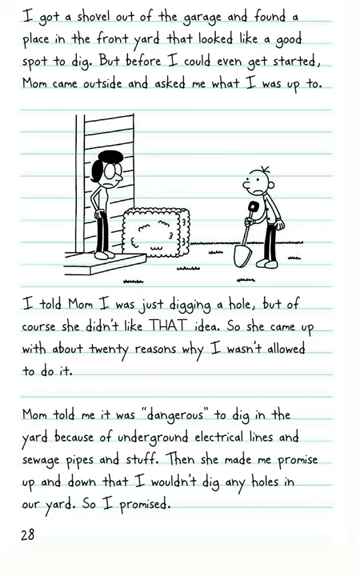 I got a shovel out of the garage and found a
place in the front yard that looked like a good
spot to dig. But before I could even get started,
Mom came outside and asked me what I was up to.
I told Mom I was just digging a hole, but of
course she didn't like THAT idea. So she came up
with about twenty reasons why I wasn't allowed
to do it.
Mom told me it was "dangerous" to dig in the
yard because of underground electrical lines and
sewage pipes and stuff. Then she made me promise
up and down that I wouldn't dig any holes in
our yard. So I promised.
28